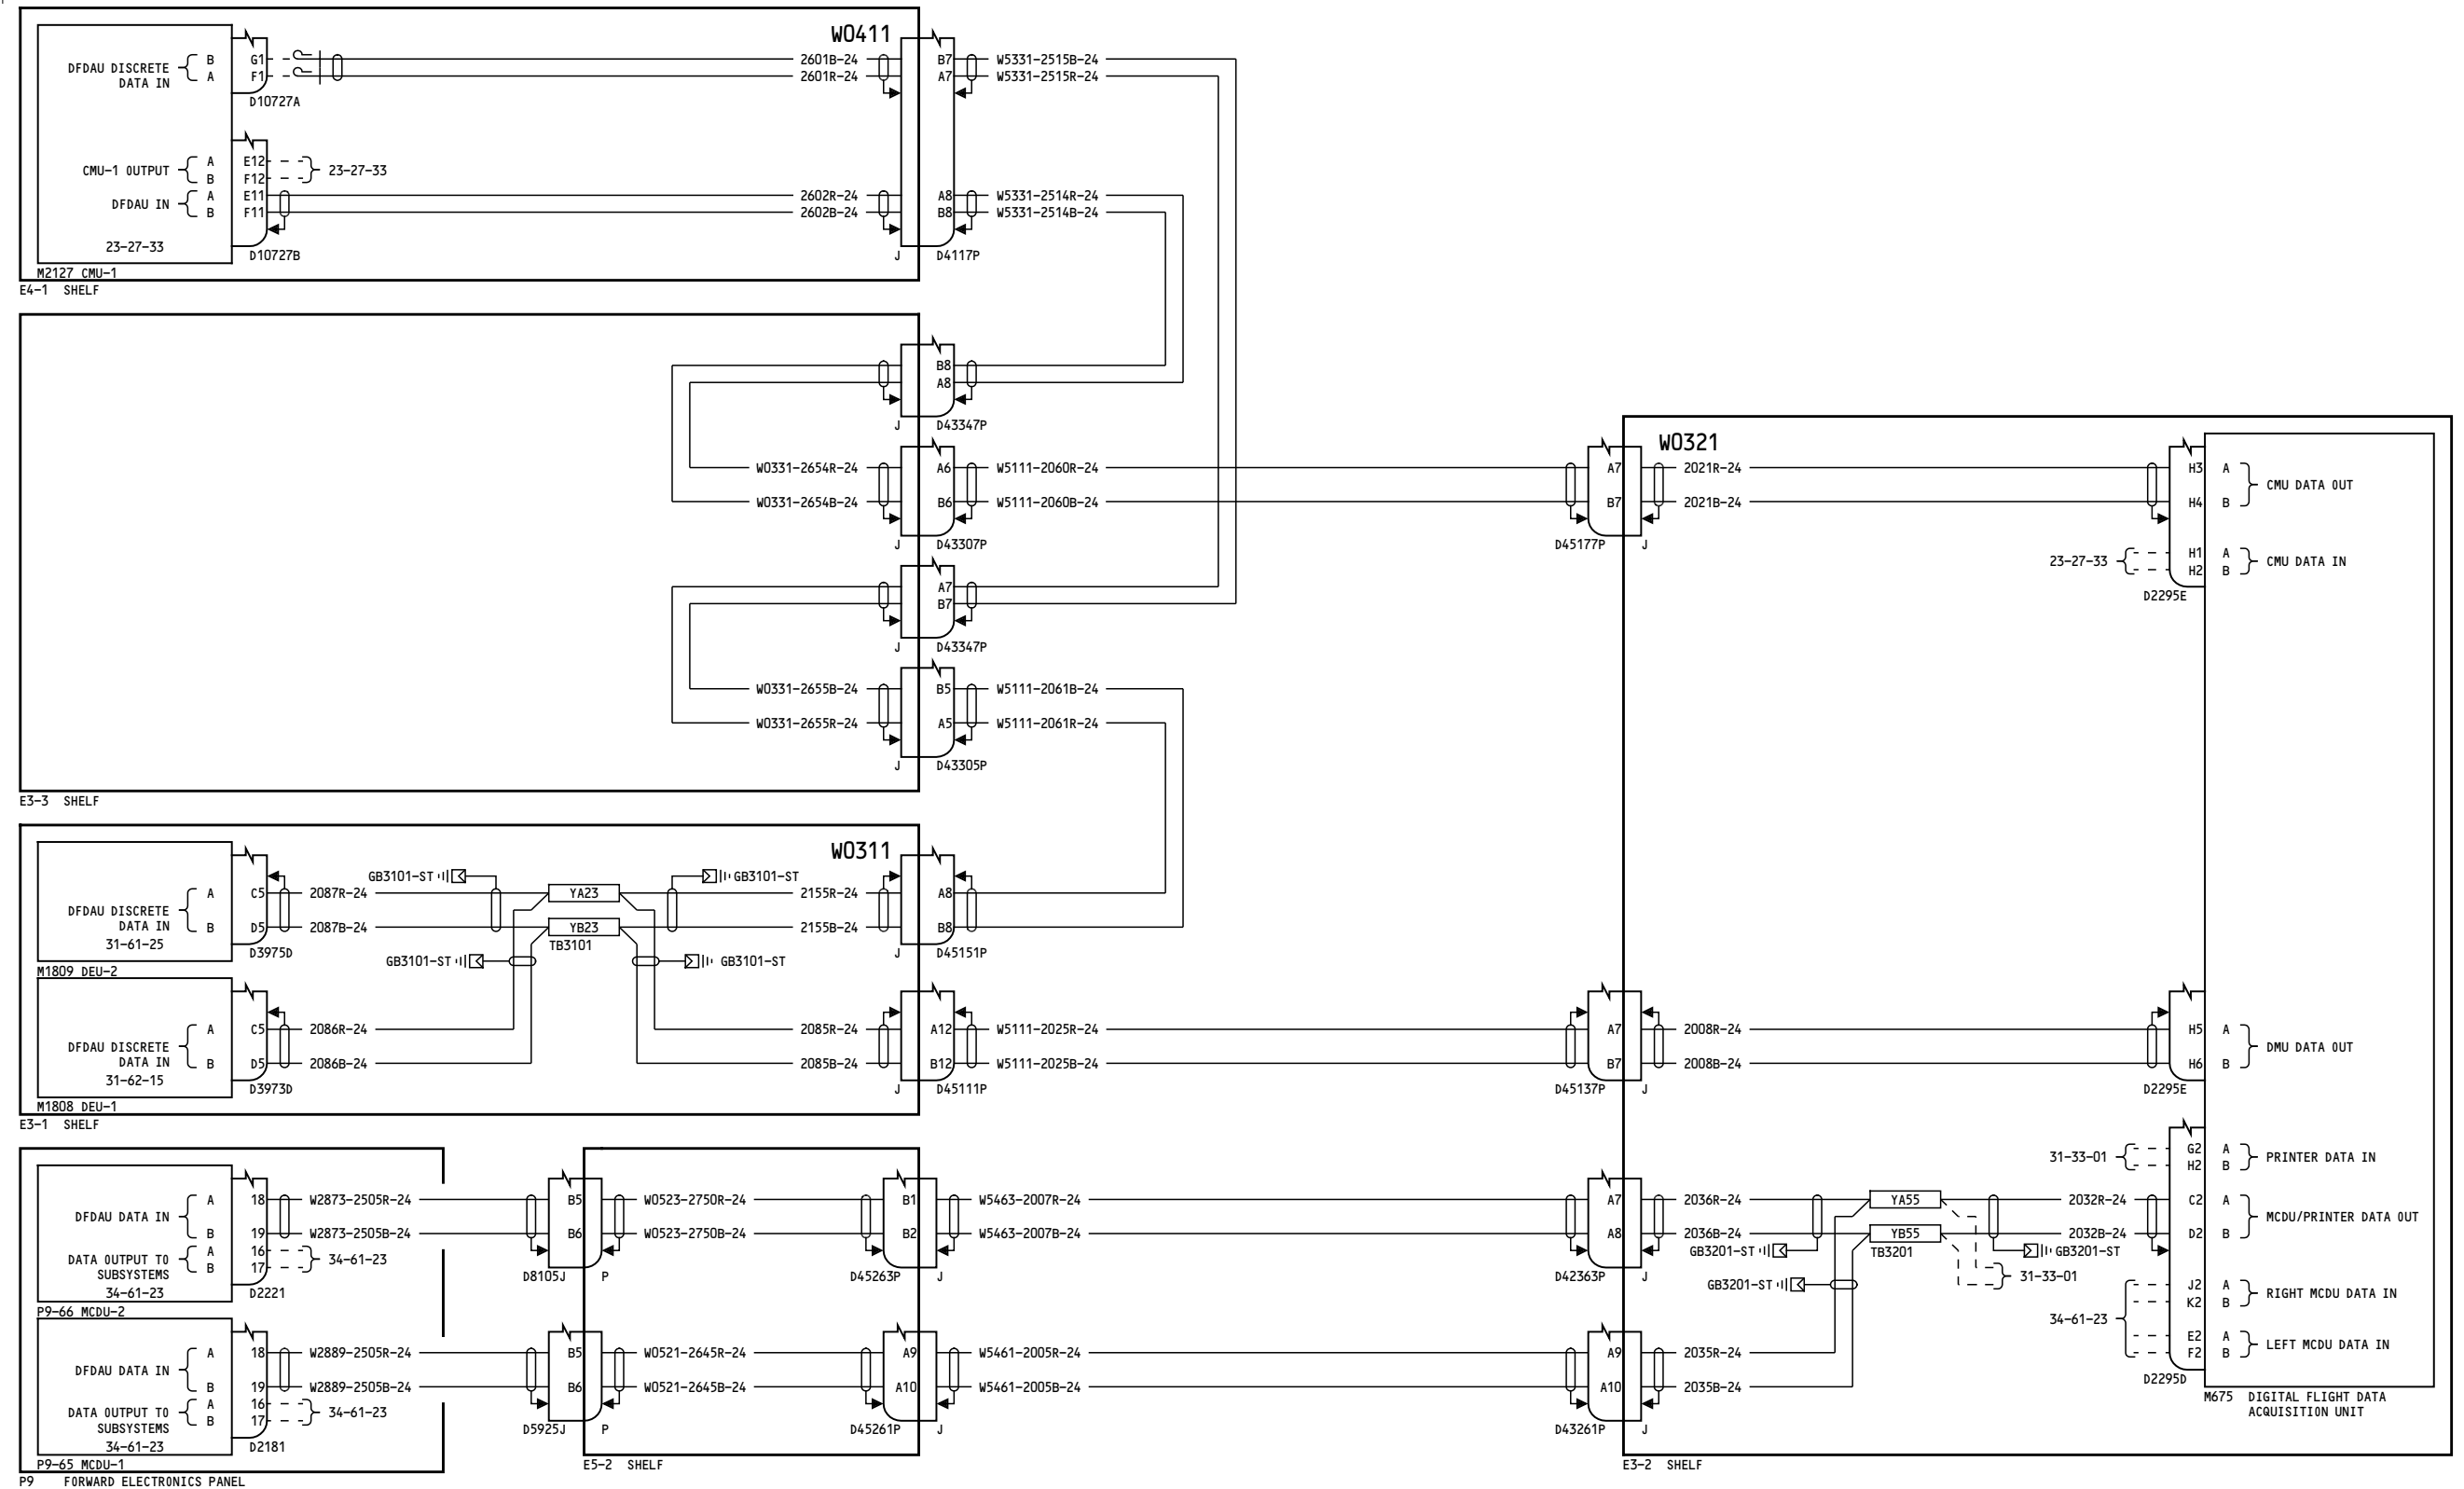 W0411
DFDAU DISCRETE
DATA IN
B G1
A F1
D10727A
2601B-24
2601R-24
B7 W5331-2515B-24
A7 W5331-2515R-24
CMU-1 OUTPUT
A E12
B F12
23-27-33
DFDAU IN
A E11
B F11
2602R-24
2602B-24
A8 W5331-2514R-24
B8 W5331-2514B-24
23-27-33
D10727B
J D4117P
M2127 CMU-1
E4-1 SHELF
B8
A8
J D43347P
W0331-2654R-24 A6 W5111-2060R-24
W0331-2654B-24 B6 W5111-2060B-24
J D43307P
A7
B7
J D43347P
W0331-2655B-24 B5 W5111-2061B-24
W0331-2655R-24 A5 W5111-2061R-24
J D43305P
E3-3 SHELF
W0321
A7 2021R-24 H3 A
B7 2021B-24 H4 B
CMU DATA OUT
D45177P J
23-27-33
H1 A
H2 B
CMU DATA IN
D2295E
W0311
GB3101-ST GB3101-ST
A C5 2087R-24 YA23 2155R-24 A8
DFDAU DISCRETE
DATA IN
B D5 2087B-24 YB23 2155B-24 B8
31-61-25
D3975D
TB3101
J D45151P
GB3101-ST GB3101-ST
M1809 DEU-2
A C5 2086R-24 2085R-24 A12 W5111-2025R-24
DFDAU DISCRETE
DATA IN
B D5 2086B-24 2085B-24 B12 W5111-2025B-24
31-62-15
D3973D
J D45111P
M1808 DEU-1
E3-1 SHELF
A7 2008R-24 H5 A
DMU DATA OUT
B7 2008B-24 H6 B
D45137P J
D2295E
A 18 W2873-2505R-24 B5 W0523-2750R-24 B1 W5463-2007R-24
DFDAU DATA IN
B 19 W2873-2505B-24 B6 W0523-2750B-24 B2 W5463-2007B-24
DATA OUTPUT TO
SUBSYSTEMS
A 16
B 17
34-61-23
34-61-23
D2221
D8105J P
D45263P J
P9-66 MCDU-2
A 18 W2889-2505R-24 B5 W0521-2645R-24 A9 W5461-2005R-24
DFDAU DATA IN
B 19 W2889-2505B-24 B6 W0521-2645B-24 A10 W5461-2005B-24
DATA OUTPUT TO
SUBSYSTEMS
A 16
B 17
34-61-23
34-61-23
D2181
D5925J P
D45261P J
P9-65 MCDU-1
P9 FORWARD ELECTRONICS PANEL
E5-2 SHELF
31-33-01
G2 A
H2 B
PRINTER DATA IN
A7 2036R-24 YA55 2032R-24 C2 A
MCDU/PRINTER DATA OUT
A8 2036B-24 YB55 2032B-24 D2 B
GB3201-ST TB3201 GB3201-ST
D42363P J
GB3201-ST
31-33-01
J2 A
K2 B
RIGHT MCDU DATA IN
34-61-23
E2 A
F2 B
LEFT MCDU DATA IN
A9 2035R-24
A10 2035B-24
D43261P J
D2295D
M675 DIGITAL FLIGHT DATA
ACQUISITION UNIT
E3-2 SHELF